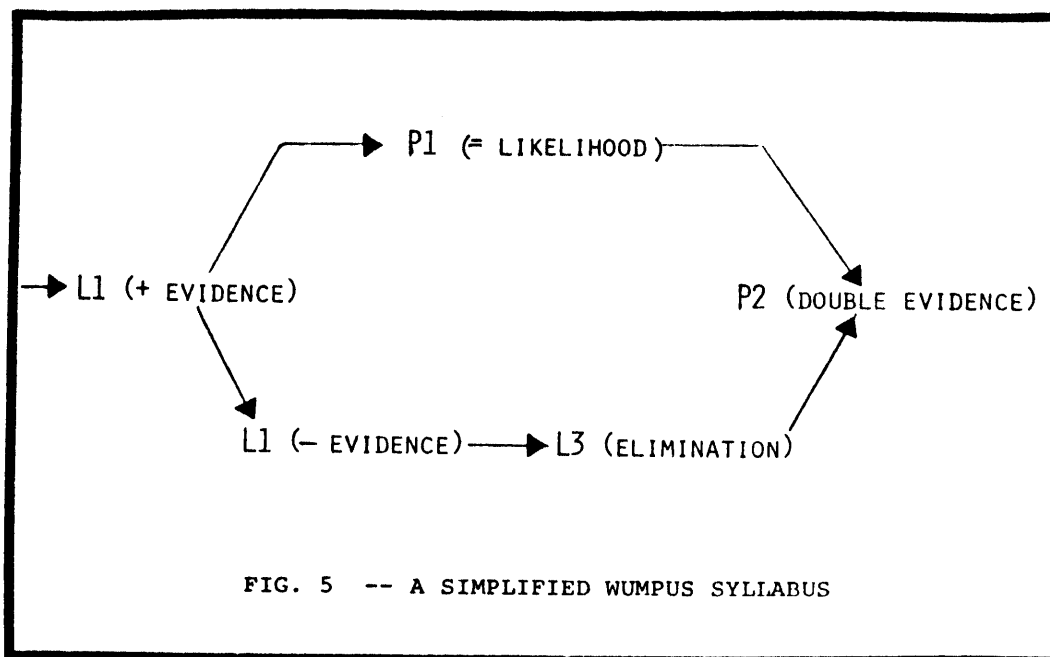 P1 (= LIKELIHOOD)
L1 (+ EVIDENCE)
P2 (DOUBLE EVIDENCE)
L1 (– EVIDENCE)
L3 (ELIMINATION)
FIG. 5 -- A SIMPLIFIED WUMPUS SYLLABUS